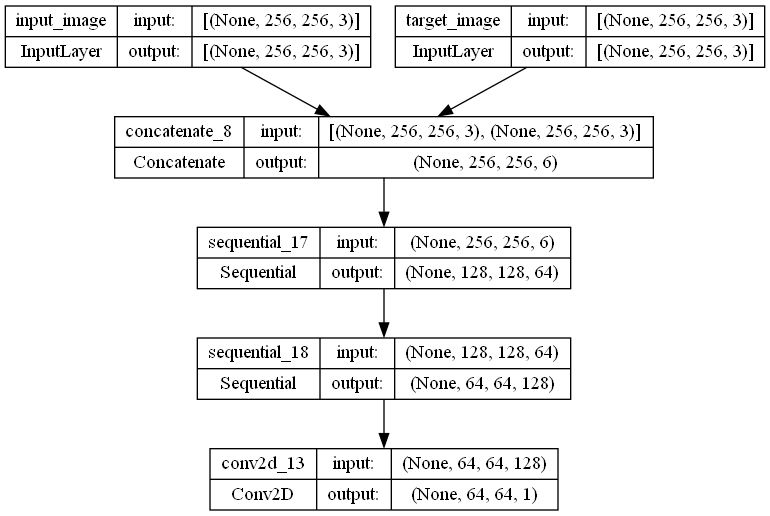 input_image input: [(None, 256, 256, 3)]
InputLayer output: [(None, 256, 256, 3)]
target_image input: [(None, 256, 256, 3)]
InputLayer output: [(None, 256, 256, 3)]
concatenate_8 input: [(None, 256, 256, 3), (None, 256, 256, 3)]
Concatenate output: (None, 256, 256, 6)
sequential_17 input: (None, 256, 256, 6)
Sequential output: (None, 128, 128, 64)
sequential_18 input: (None, 128, 128, 64)
Sequential output: (None, 64, 64, 128)
conv2d_13 input: (None, 64, 64, 128)
Conv2D output: (None, 64, 64, 1)